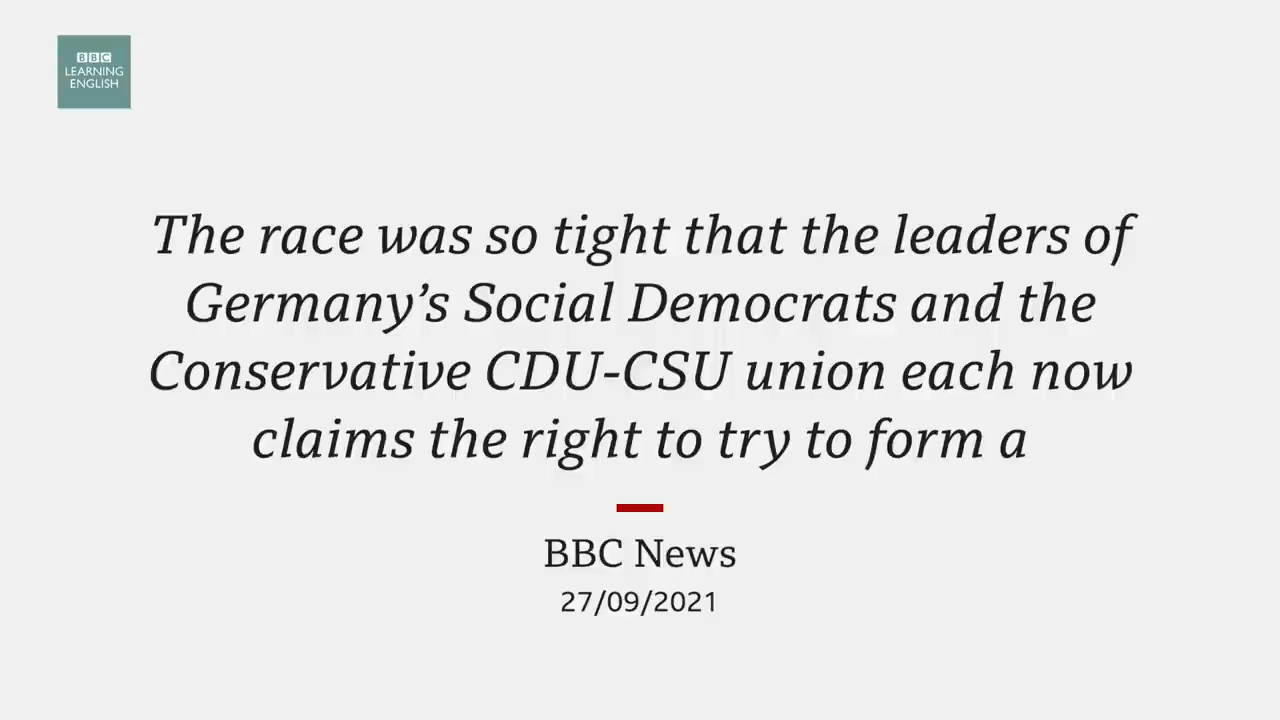 BBC
LEARNING
ENGLISH
The race was so tight that the leaders of
Germany’s Social Democrats and the
Conservative CDU-CSU union each now
claims the right to try to form a
BBC News
27/09/2021